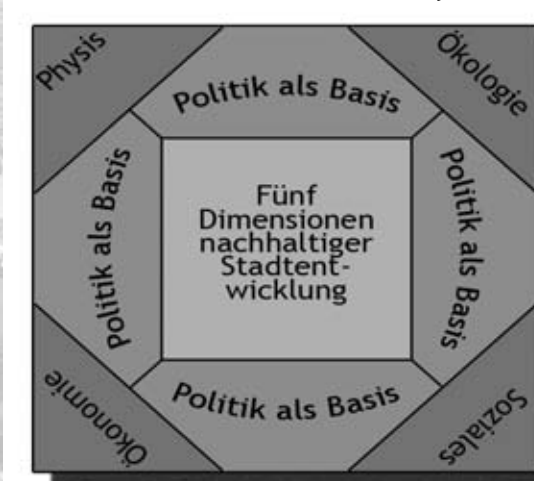 Physis
Ökologie
Politik als Basis
Politik als Basis
Fünf
Dimensionen
nachhaltiger
Stadtent-
wicklung
Politik als Basis
Ökonomie
Politik als Basis
Soziales